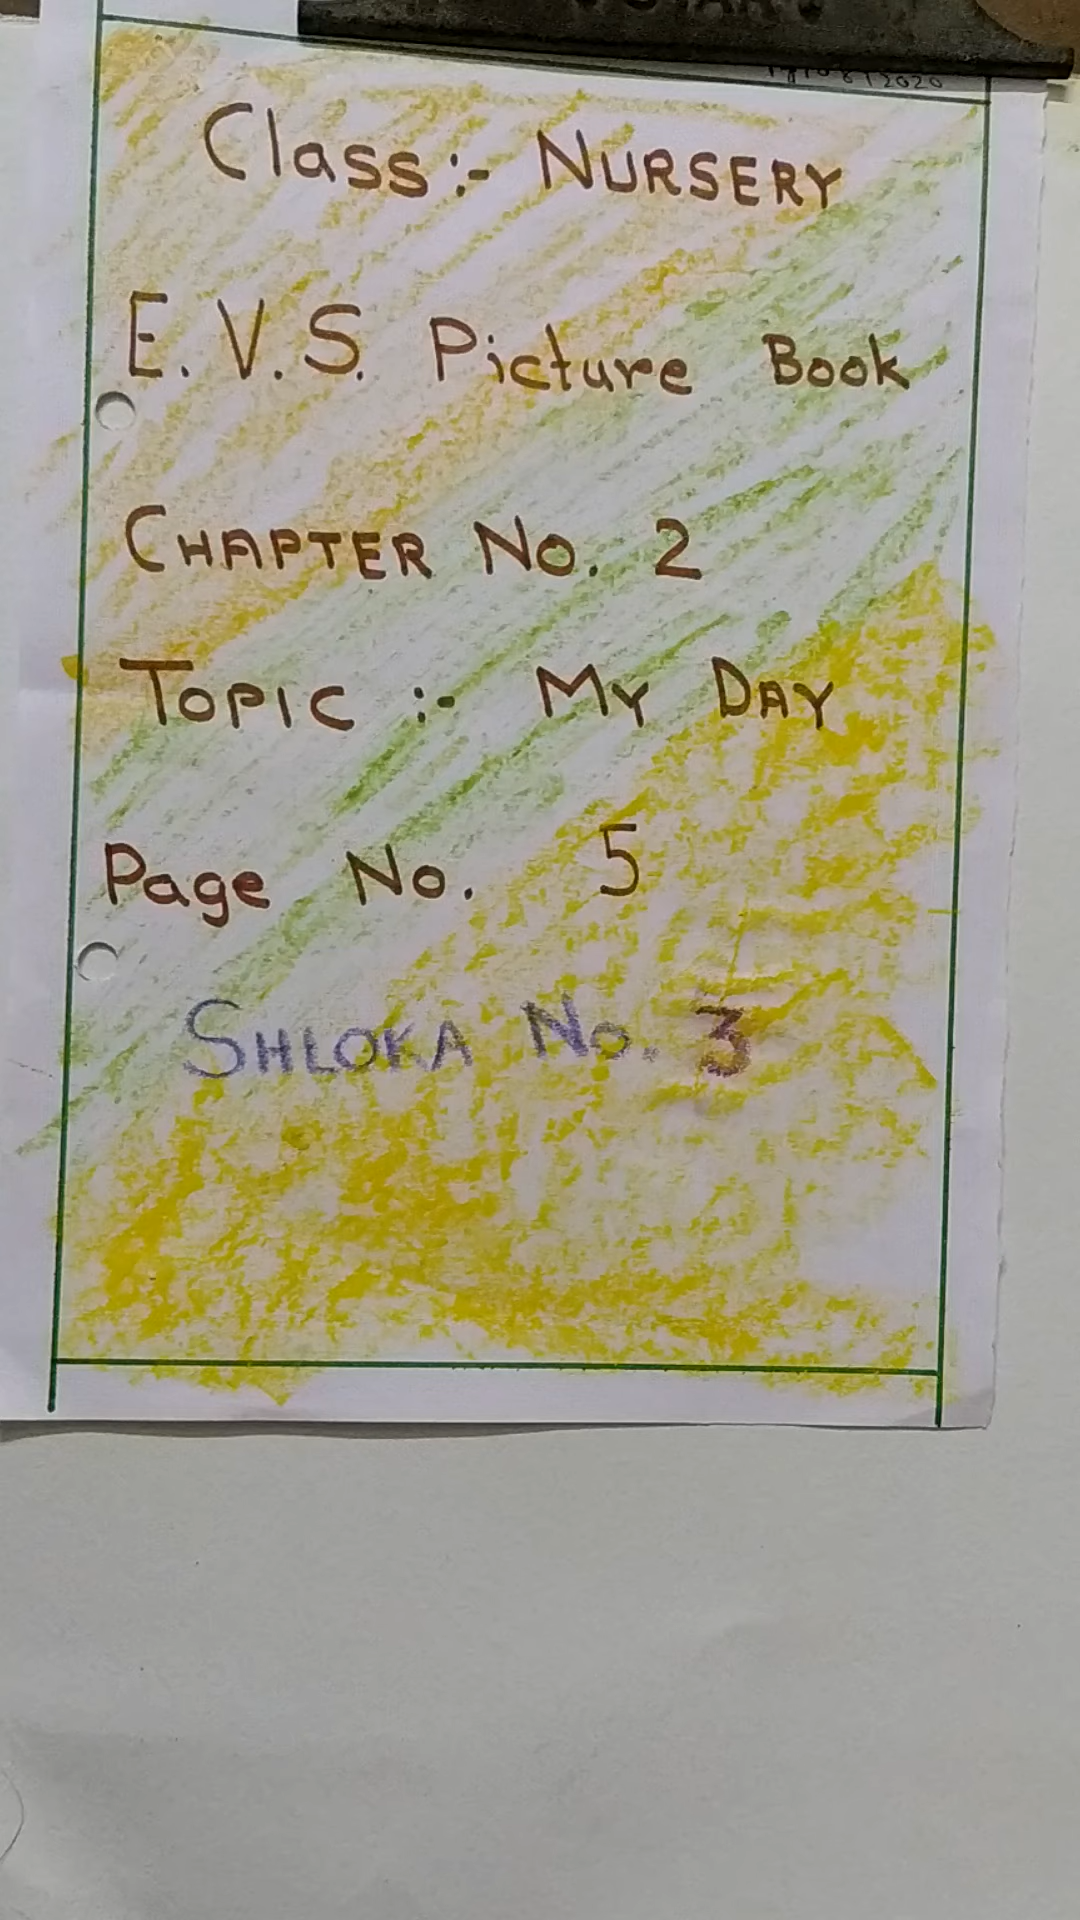 Class:- NURSERY
E.V.S. Picture Book
CHAPTER No. 2
TOPIC :- MY DAY
Page No. 5
SHLOKA No. 3